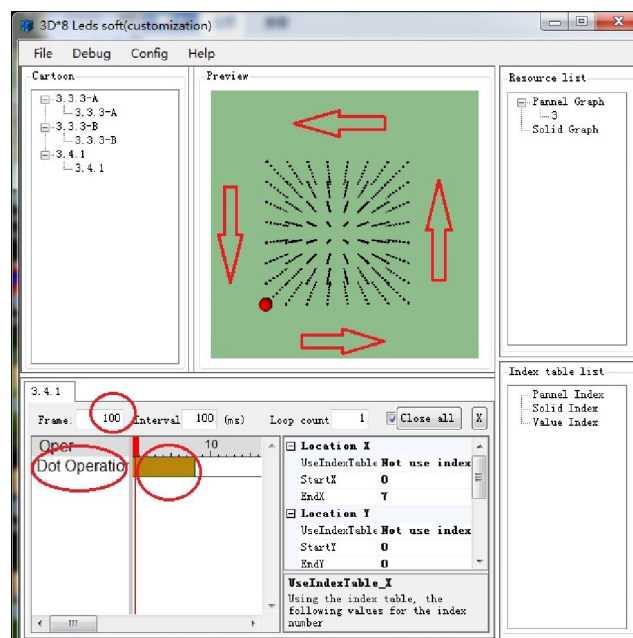 3D*8 Leds soft(customization)
File Debug Config Help
Cartoon
3.3.3-A
3.3.3-A
3.3.3-B
3.3.3-B
3.4.1
3.4.1
Preview
Resource list
Pannel Graph
3
Solid Graph
3.4.1
Frame: 100 Interval 100 (ms) Loop count 1 Close all X
Oper
10
Dot Operation
Location X
UseIndexTable Not use index
StartX 0
EndX 7
Location Y
UseIndexTable Not use index
StartY 0
EndY 0
UseIndexTable_X
Using the index table, the
following values for the index
number
Index table list
Pannel Index
Solid Index
Value Index